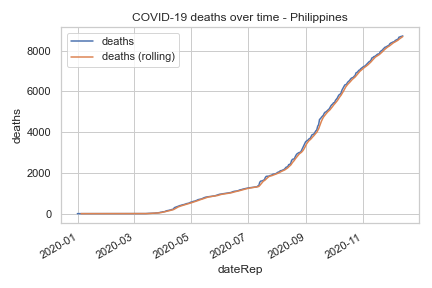 COVID-19 deaths over time - Philippines
deaths
deaths (rolling)
deaths
8000
6000
4000
2000
0
2020-01
2020-03
2020-05
2020-07
2020-09
2020-11
dateRep